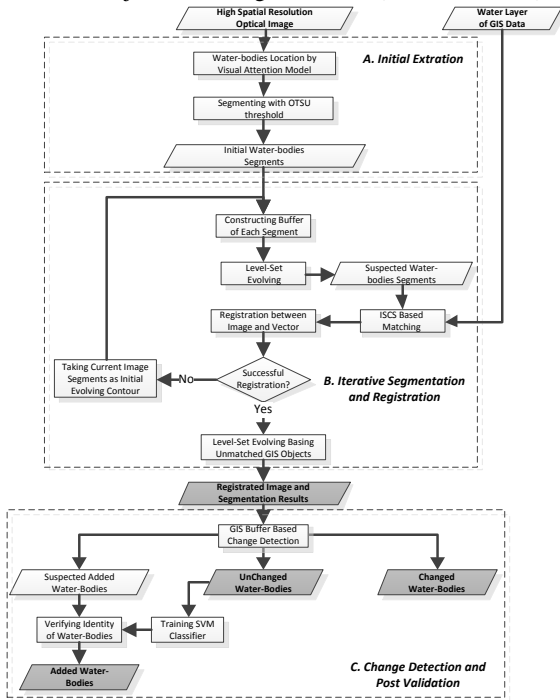 High Spatial Resolution
Optical Image
Water Layer
of GIS Data
A. Initial Extration
Water-bodies Location by
Visual Attention Model
Segmenting with OTSU
threshold
Initial Water-bodies
Segments
Constructing Buffer
of Each Segment
Level-Set
Evolving
Suspected Water-
bodies Segments
Registration between
Image and Vector
ISCS Based
Matching
Taking Current Image
Segments as Initial
Evolving Contour
No
Successful
Registration?
B. Iterative Segmentation
and Registration
Yes
Level-Set Evolving Basing
Unmatched GIS Objects
Registrated Image and
Segmentation Results
GIS Buffer Based
Change Detection
Suspected Added
Water-Bodies
UnChanged
Water-Bodies
Changed
Water-Bodies
Verifying Identity
of Water-Bodies
Training SVM
Classifier
Added Water-
Bodies
C. Change Detection and
Post Validation